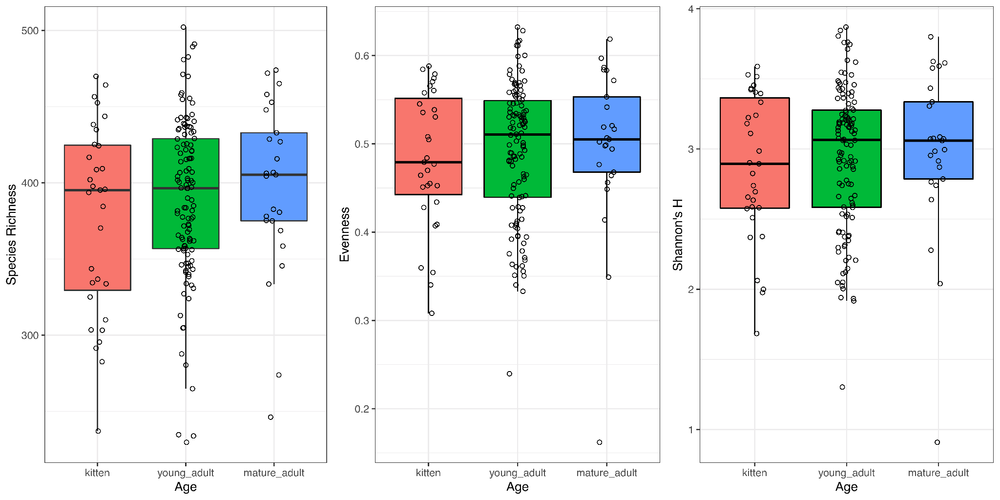 Species Richness
500
400
300
kitten
young_adult
mature_adult
Age
Evenness
0.6
0.5
0.4
0.3
0.2
kitten
young_adult
mature_adult
Age
Shannon's H
4
3
2
1
kitten
young_adult
mature_adult
Age